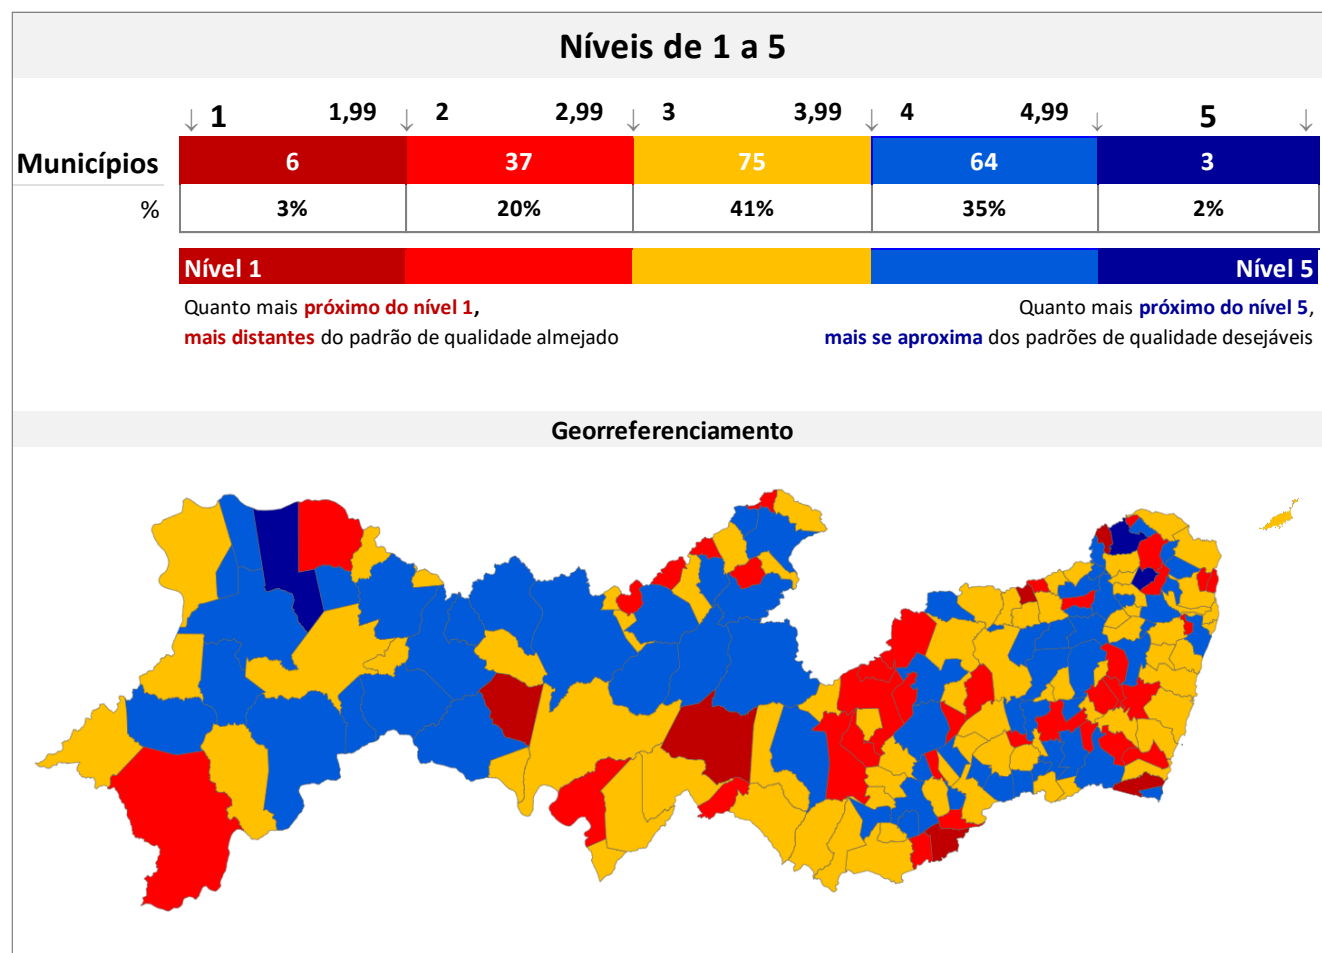 Níveis de 1 a 5
↓ 1 1,99 ↓ 2 2,99 ↓ 3 3,99 ↓ 4 4,99 ↓ 5 ↓
Municípios 6 37 75 64 3
% 3% 20% 41% 35% 2%
Nível 1 Nível 5
Quanto mais próximo do nível 1, Quanto mais próximo do nível 5,
mais distantes do padrão de qualidade almejado mais se aproxima dos padrões de qualidade desejáveis
Georreferenciamento